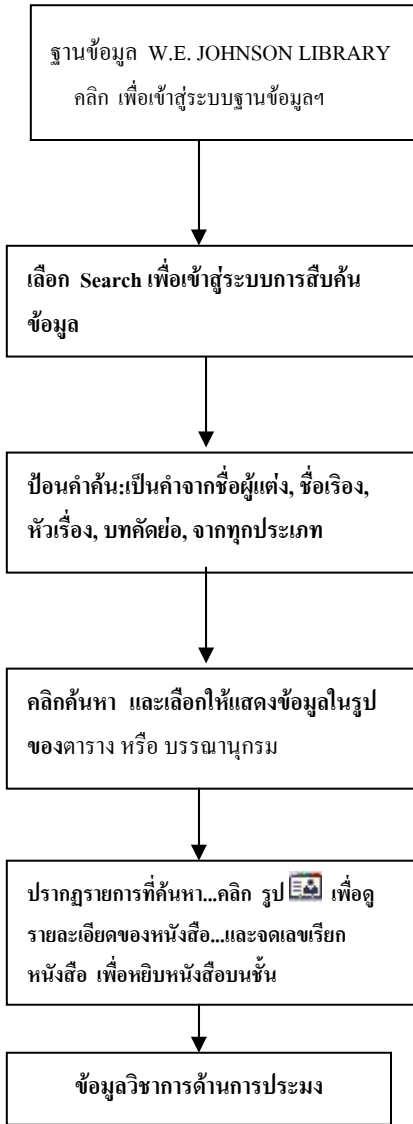 ฐานข้อมูล W.E. JOHNSON LIBRARY
คลิก เพื่อเข้าสู่ระบบฐานข้อมูลฯ
เลือก Search เพื่อเข้าสู่ระบบการสืบค้น
ข้อมูล
ป้อนคำค้น:เป็นคำจากชื่อผู้แต่ง, ชื่อเริอง,
หัวเรื่อง, บทคัดย่อ, จากทุกประเภท
คลิกค้นหา และเลือกให้แสดงข้อมูลในรูป
ของตาราง หรือ บรรณานุกรม
ปรากฏรายการที่ค้นหา...คลิก รูป เพื่อดู
รายละเอียดของหนังสือ...และจดเลขเรียก
หนังสือ เพื่อหยิบหนังสือบนชั้น
ข้อมูลวิชาการด้านการประมง